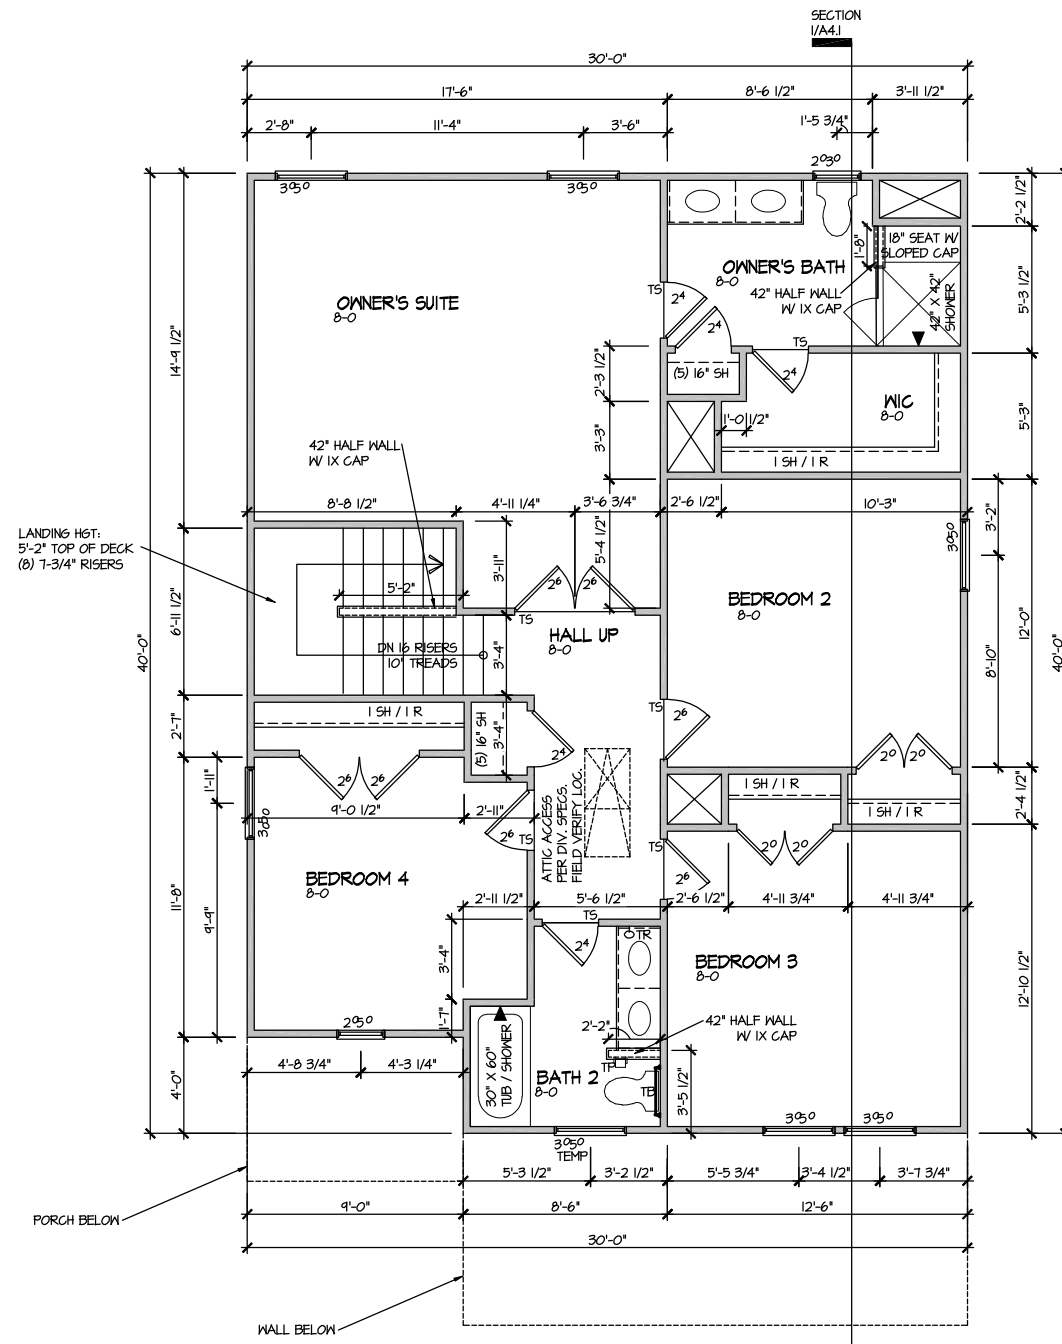 SECTION
1/A4.1
30'-0"
17'-6"
8'-6 1/2"
3'-11 1/2"
2'-8"
11'-4"
3'-6"
1'-5 3/4"
3050
3050
2030
2'-2 1/2"
18" SEAT W/
SLOPED CAP
1'-8"
OWNER'S BATH
8-0
42" HALF WALL
W/ 1X CAP
42" X 42"
SHOWER
5'-3 1/2"
OWNER'S SUITE
8-0
TS
24
24
TS
24
(5) 16" SH
2'-3 1/2"
14'-9 1/2"
WIC
8-0
5'-3"
1'-0 1/2"
3'-3"
1 SH / 1 R
42" HALF WALL
W/ 1X CAP
8'-8 1/2"
4'-11 1/4"
3'-6 3/4"
2'-6 1/2"
10'-3"
3'-2"
3050
LANDING HGT:
5'-2" TOP OF DECK
(8) 7-3/4" RISERS
5'-4 1/2"
3'-11"
5'-2"
26
26
TS
BEDROOM 2
8-0
6'-11 1/2"
HALL UP
8-0
DN 16 RISERS
10" TREADS
3'-4"
12'-0"
8'-10"
40'-0"
40'-0"
1 SH / 1 R
2'-7"
(5) 16" SH
3'-4"
24
TS
26
20
20
1'-11"
26
26
3050
9'-0 1/2"
2'-11"
26
TS
ATTIC ACCESS
PER DIV. SPECS.
FIELD VERIFY LOC.
1 SH / 1 R
1 SH / 1 R
2'-4 1/2"
20
20
TS
26
BEDROOM 4
8-0
11'-8"
9'-9"
2'-11 1/2"
5'-6 1/2"
2'-6 1/2"
4'-11 3/4"
4'-11 3/4"
TS
24
TR
3'-4"
BEDROOM 3
8-0
12'-10 1/2"
2050
1'-7"
2'-2"
42" HALF WALL
W/ 1X CAP
4'-8 3/4"
4'-3 1/4"
4'-0"
30" X 60"
TUB / SHOWER
BATH 2
8-0
TP
TB
3'-5 1/2"
3050
TEMP
3050
3050
5'-3 1/2"
3'-2 1/2"
5'-5 3/4"
3'-4 1/2"
3'-7 3/4"
PORCH BELOW
9'-0"
8'-6"
12'-6"
30'-0"
WALL BELOW